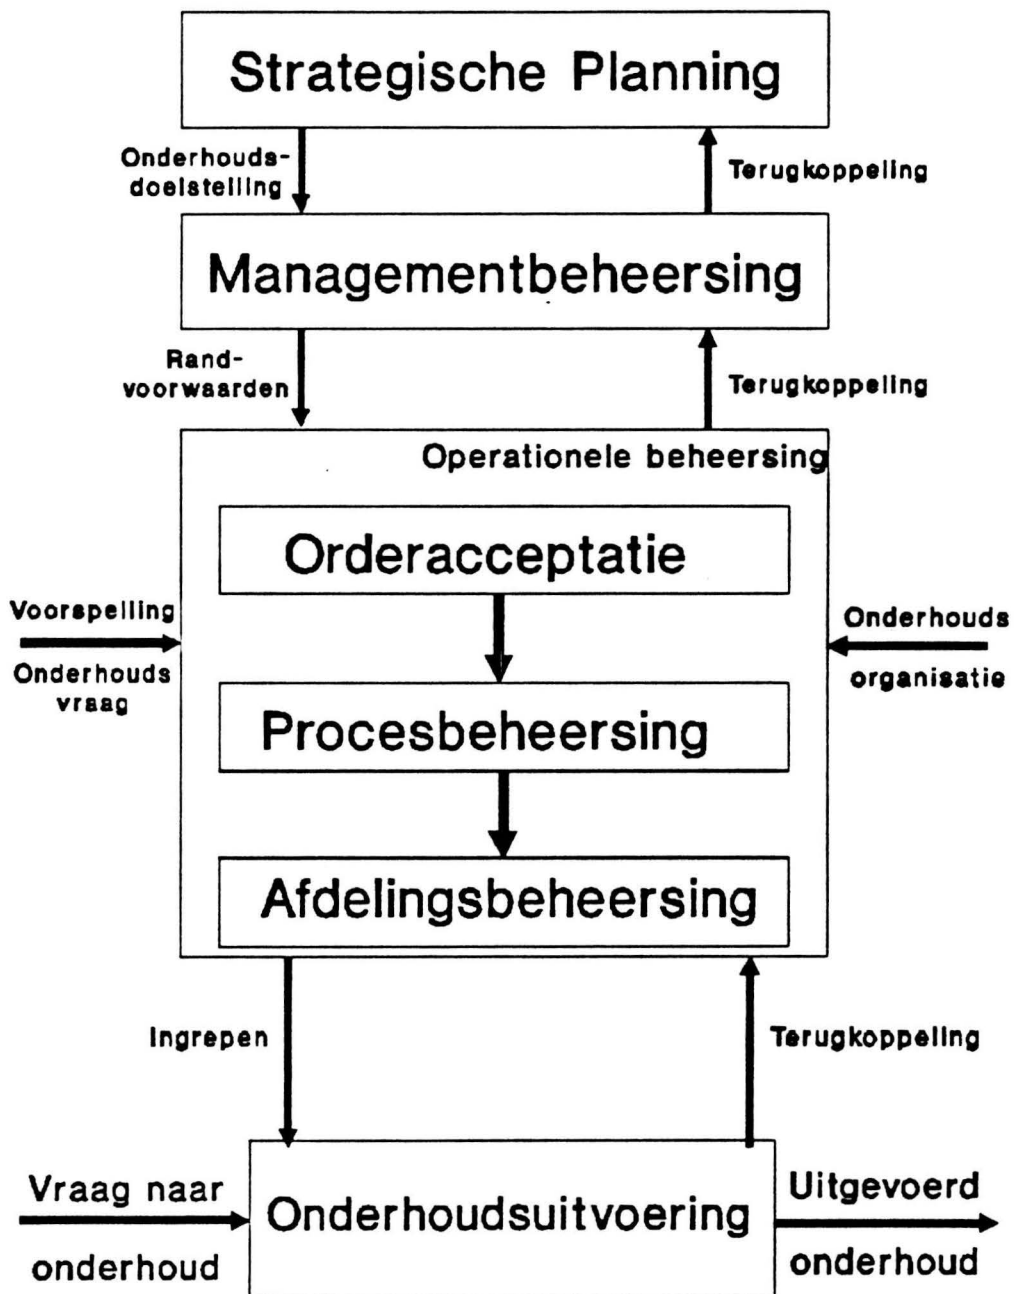 Strategische Planning
Onderhouds-
doelstelling
Terugkoppeling
Managementbeheersing
Rand-
voorwaarden
Terugkoppeling
Operationele beheersing
Orderacceptatie
Voorspelling
Onderhouds
vraag
Onderhouds
organisatie
Procesbeheersing
Afdelingsbeheersing
Ingrepen
Terugkoppeling
Vraag naar
onderhoud
Onderhoudsuitvoering
Uitgevoerd
onderhoud